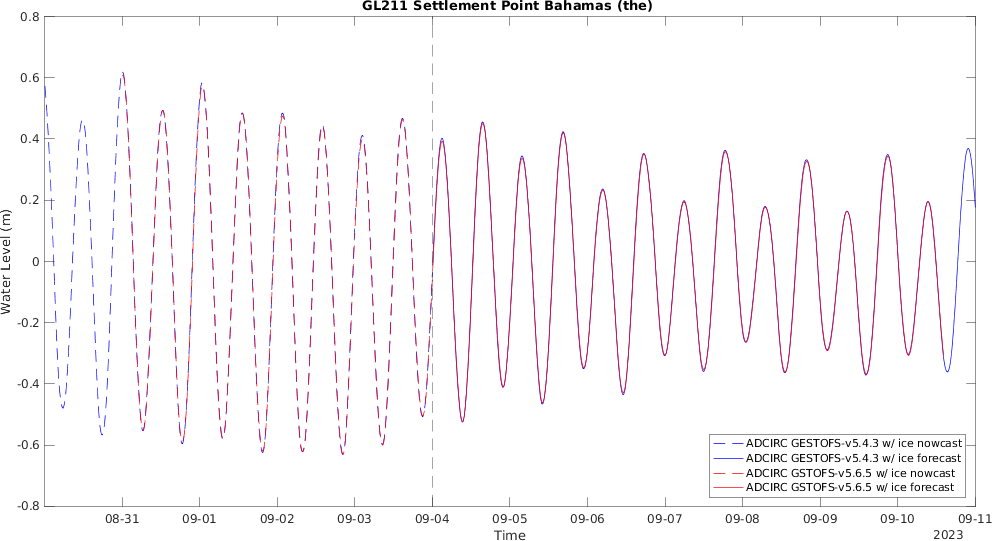 GL211 Settlement Point Bahamas (the)
0.8
0.6
0.4
0.2
0
-0.2
-0.4
-0.6
-0.8
Water Level (m)
ADCIRC GESTOFS-v5.4.3 w/ ice nowcast
ADCIRC GESTOFS-v5.4.3 w/ ice forecast
ADCIRC GSTOFS-v5.6.5 w/ ice nowcast
ADCIRC GSTOFS-v5.6.5 w/ ice forecast
08-31 09-01 09-02 09-03 09-04 09-05 09-06 09-07 09-08 09-09 09-10 09-11
Time
2023